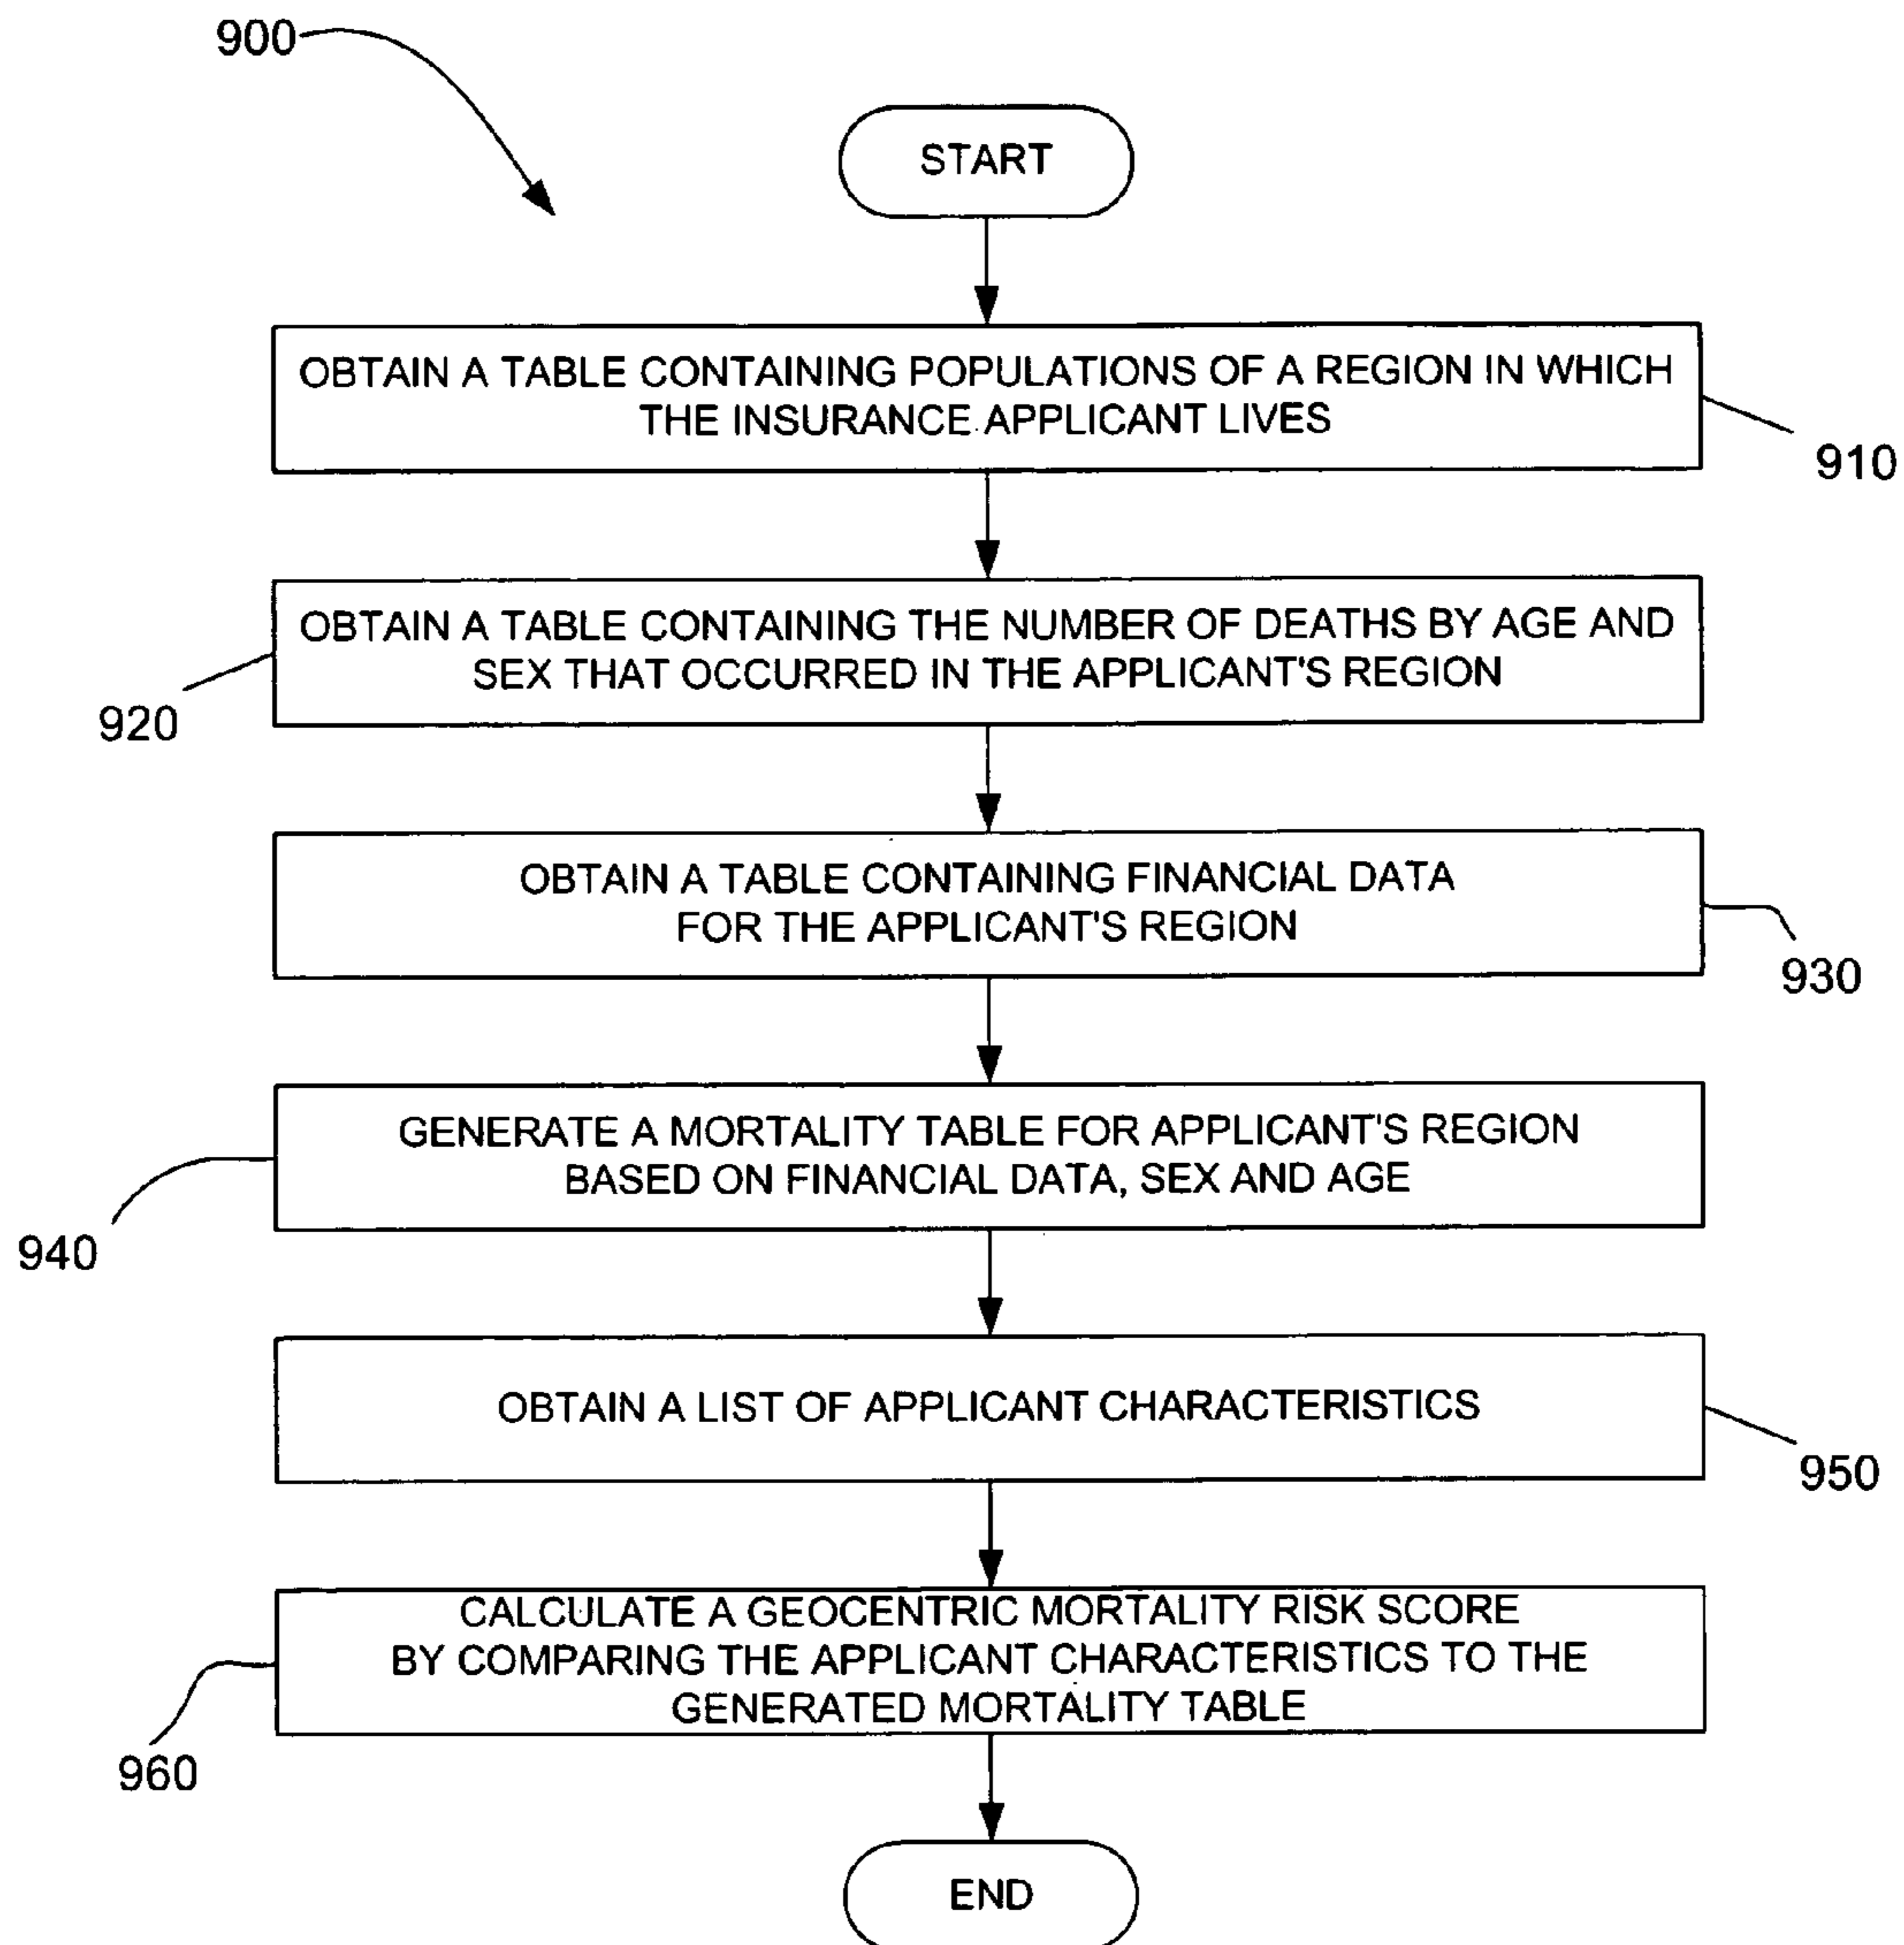 900
START
OBTAIN A TABLE CONTAINING POPULATIONS OF A REGION IN WHICH
THE INSURANCE APPLICANT LIVES
910
OBTAIN A TABLE CONTAINING THE NUMBER OF DEATHS BY AGE AND
SEX THAT OCCURRED IN THE APPLICANT'S REGION
920
OBTAIN A TABLE CONTAINING FINANCIAL DATA
FOR THE APPLICANT'S REGION
930
GENERATE A MORTALITY TABLE FOR APPLICANT'S REGION
BASED ON FINANCIAL DATA, SEX AND AGE
940
OBTAIN A LIST OF APPLICANT CHARACTERISTICS
950
CALCULATE A GEOCENTRIC MORTALITY RISK SCORE
BY COMPARING THE APPLICANT CHARACTERISTICS TO THE
GENERATED MORTALITY TABLE
960
END